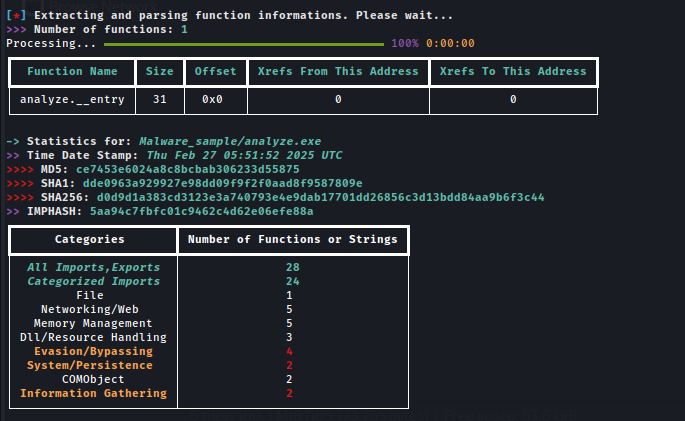 [*] Extracting and parsing function informations. Please wait...
>>> Number of functions: 1
Processing... 100% 0:00:00
Function Name Size Offset Xrefs From This Address Xrefs To This Address
analyze.__entry 31 0x0 0 0
~> Statistics for: Malware_sample/analyze.exe
>> Time Date Stamp: Thu Feb 27 05:51:52 2025 UTC
>>>> MD5: ce7453e6024a8c8bcbab306233d55875
>>>> SHA1: dde0963a929927e98dd09f9f2f0aad8f9587809e
>>>> SHA256: d0d9d1a383cd3123e3a740793e4e9dab17701dd26856c3d13bdd84aa9b6f3c44
>> IMPHASH: 5aa94c7fbfc01c9462c4d62e06efe88a
Categories Number of Functions or Strings
All Imports,Exports 28
Categorized Imports 24
File 1
Networking/Web 5
Memory Management 5
Dll/Resource Handling 3
Evasion/Bypassing 4
System/Persistence 2
COMObject 2
Information Gathering 2